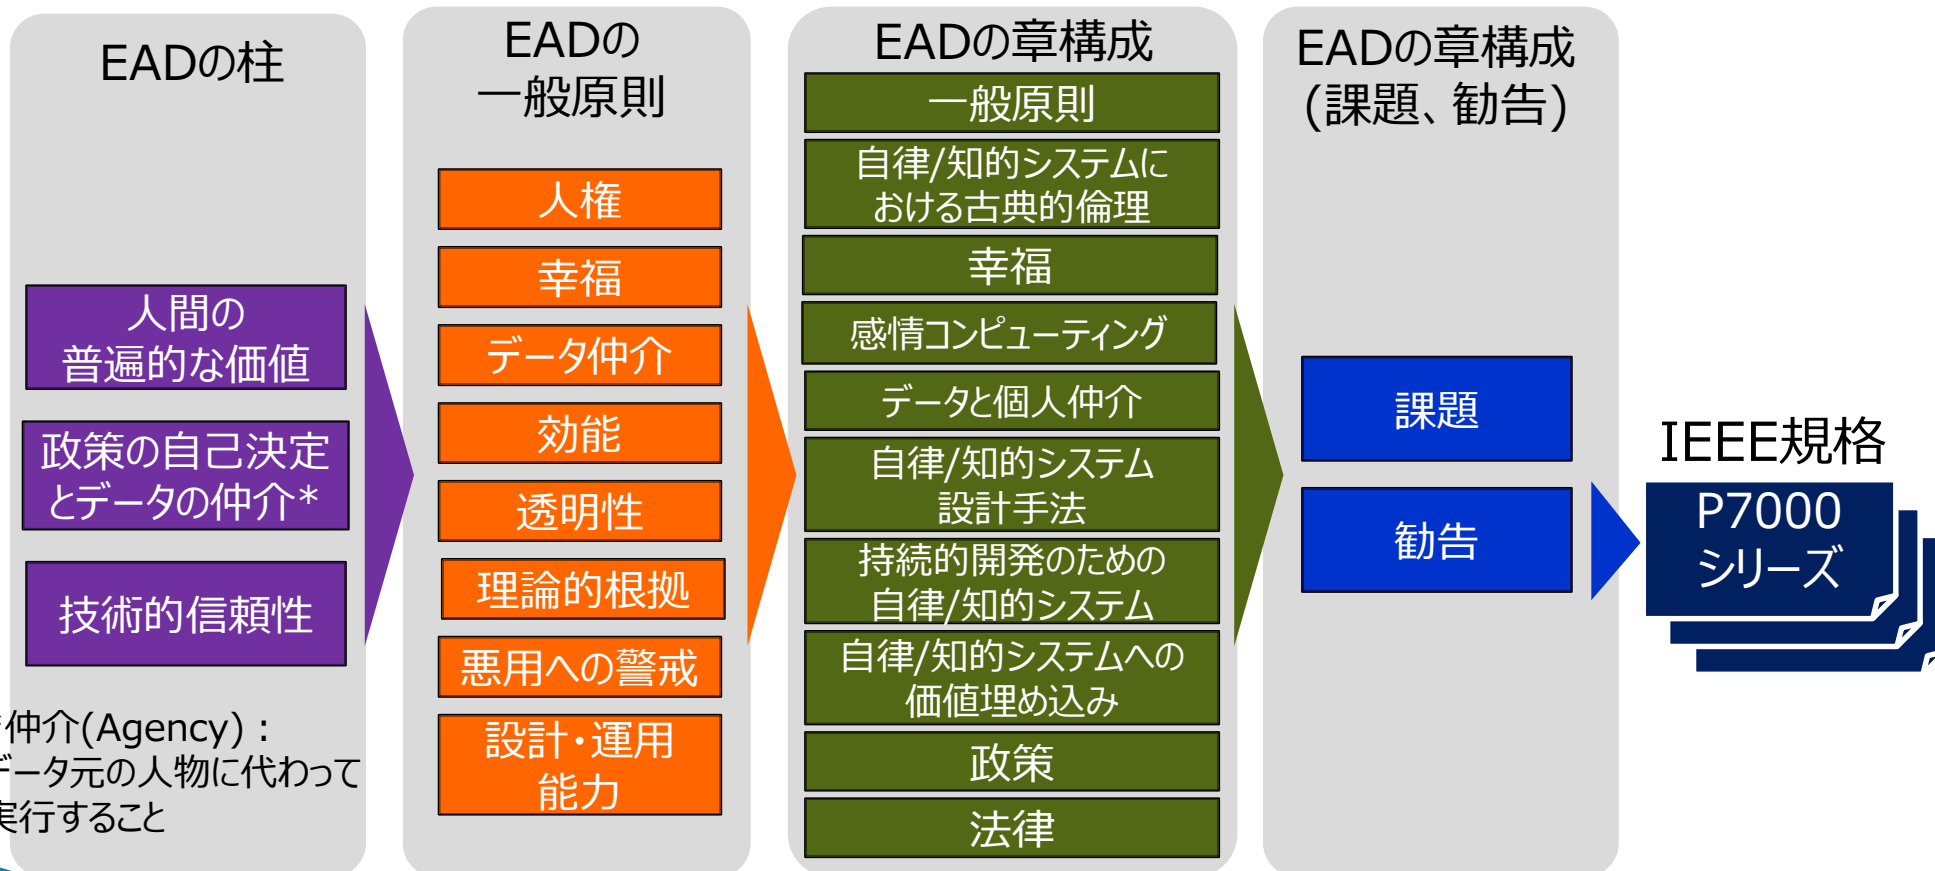 EADの柱
人間の
普遍的な価値
政策の自己決定
とデータの仲介*
技術的信頼性
仲介(Agency)：
データ元の人物に代わって
実行すること
EADの
一般原則
人権
幸福
データ仲介
効能
透明性
理論的根拠
悪用への警戒
設計・運用
能力
EADの章構成
一般原則
自律/知的システムに
おける古典的倫理
幸福
感情コンピューティング
データと個人仲介
自律/知的システム
設計手法
持続的開発のための
自律/知的システム
自律/知的システムへの
価値埋め込み
政策
法律
EADの章構成
(課題、勧告)
課題
勧告
IEEE規格
P7000
シリーズ